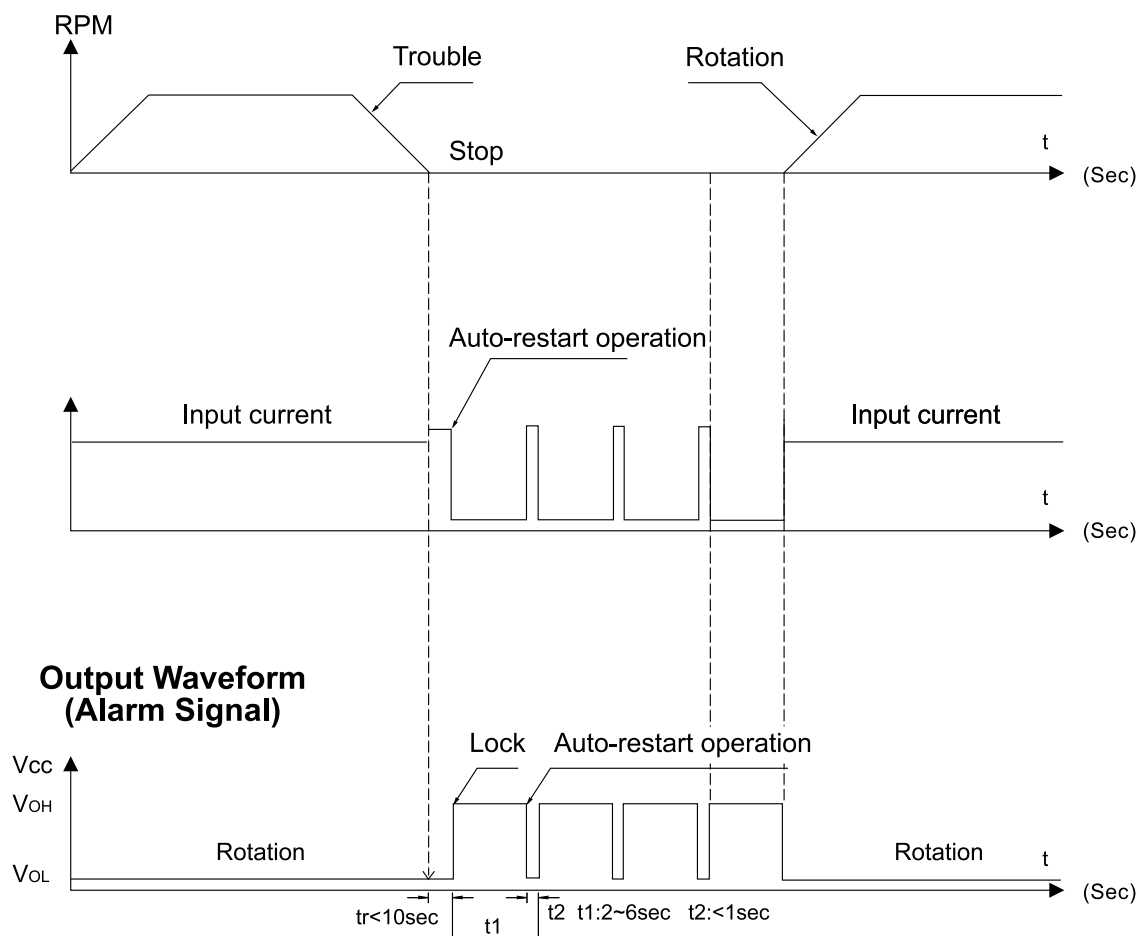 RPM
Trouble
Rotation
Stop
t
(Sec)
Auto-restart operation
Input current
Input current
t
(Sec)
Output Waveform
(Alarm Signal)
Lock
Auto-restart operation
Vcc
VOH
Rotation
Rotation
t
VOL
(Sec)
tr<10sec
t1
t2
t1:2~6sec
t2:<1sec